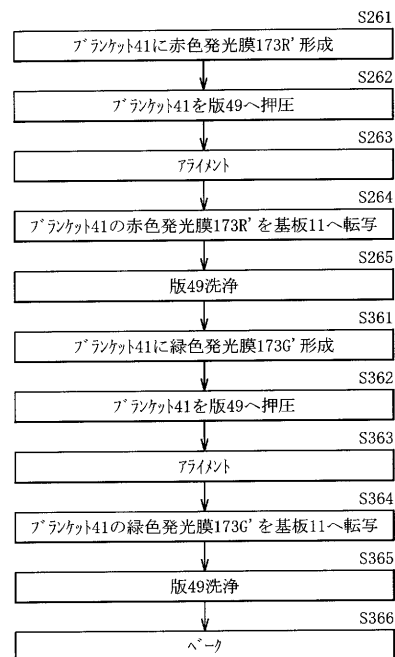 S261
ブランケット41に赤色発光膜173R'形成
S262
ブランケット41を版49へ押圧
S263
アライメント
S264
ブランケット41の赤色発光膜173R'を基板11へ転写
S265
版49洗浄
S361
ブランケット41に緑色発光膜173G'形成
S362
ブランケット41を版49へ押圧
S363
アライメント
S364
ブランケット41の緑色発光膜173G'を基板11へ転写
S365
版49洗浄
S366
ベーク